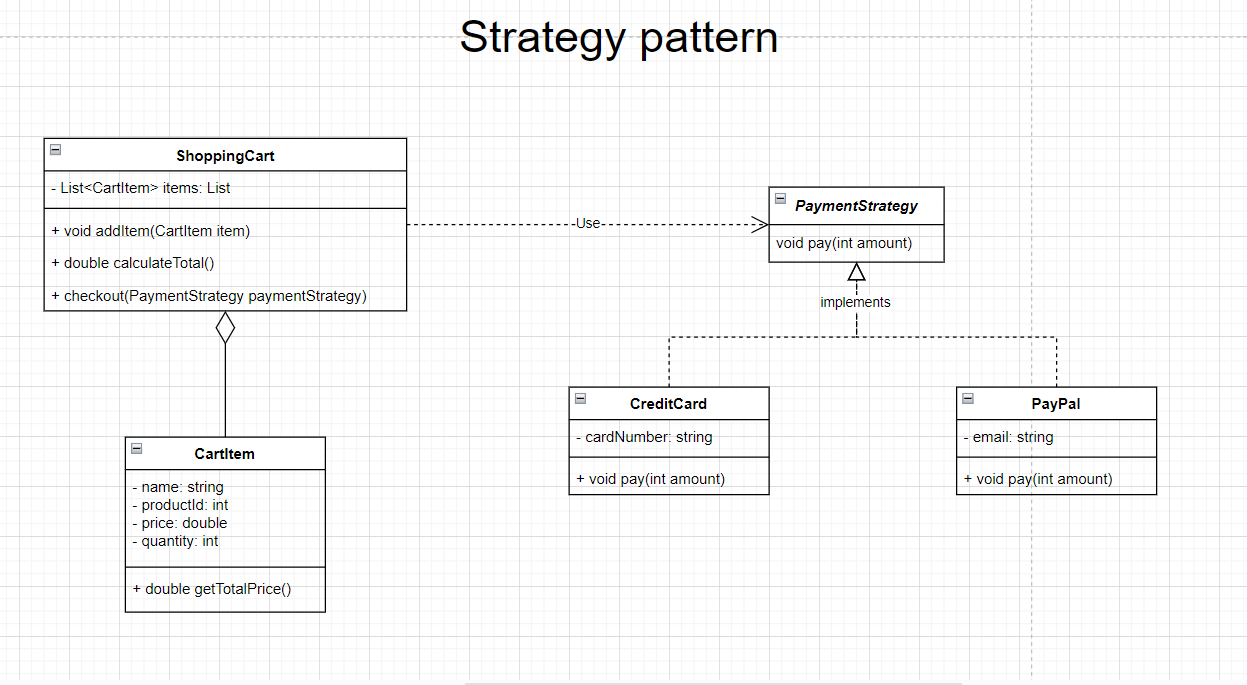 Strategy pattern
ShoppingCart
- List<CartItem> items: List
+ void addItem(CartItem item)
+ double calculateTotal()
+ checkout(PaymentStrategy paymentStrategy)
Use
PaymentStrategy
void pay(int amount)
implements
CreditCard
- cardNumber: string
+ void pay(int amount)
PayPal
- email: string
+ void pay(int amount)
CartItem
- name: string
- productId: int
- price: double
- quantity: int
+ double getTotalPrice()